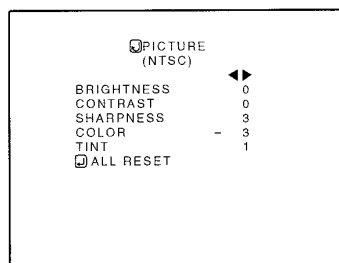 PICTURE
(NTSC)
◀▶
BRIGHTNESS 0
CONTRAST 0
SHARPNESS 3
COLOR – 3
TINT 1
ALL RESET